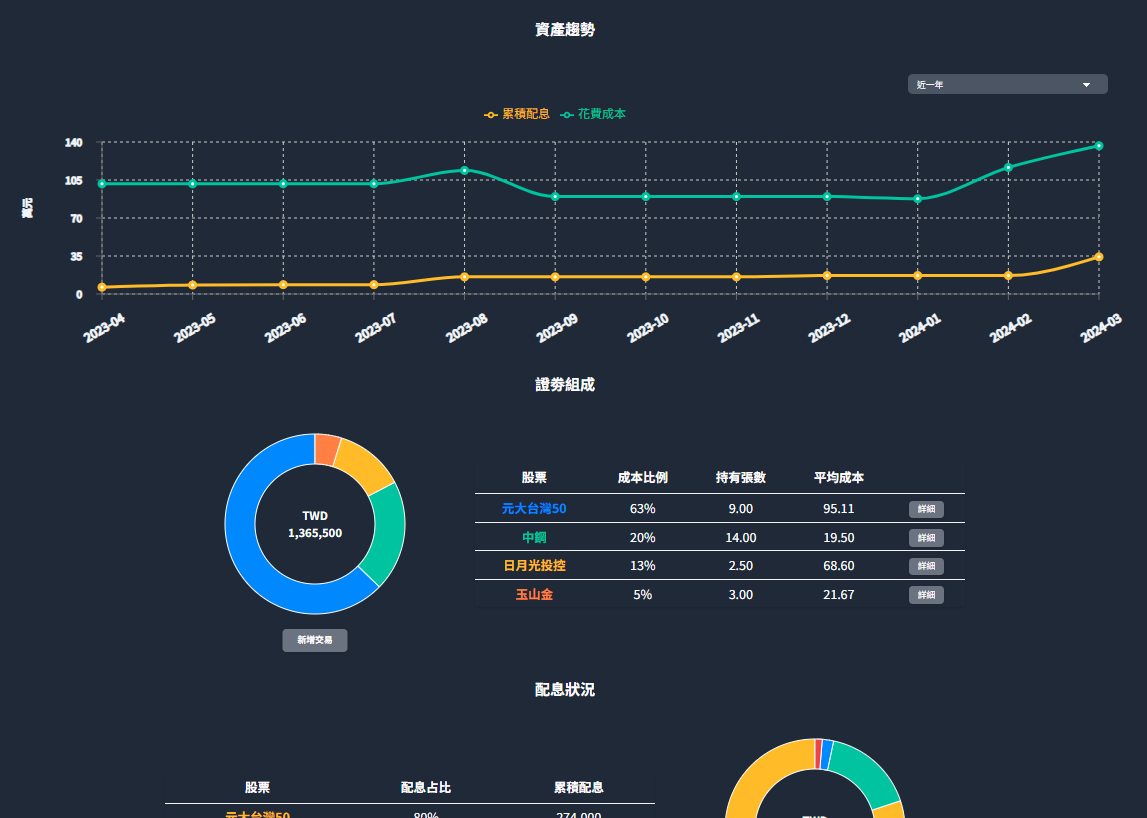 資產趨勢
近一年
累積配息 花費成本
萬元
140
105
70
35
0
2023-04 2023-05 2023-06 2023-07 2023-08 2023-09 2023-10 2023-11 2023-12 2024-01 2024-02 2024-03
證券組成
TWD
1,365,500
股票 成本比例 持有張數 平均成本
元大台灣50 63% 9.00 95.11 詳細
中鋼 20% 14.00 19.50 詳細
日月光投控 13% 2.50 68.60 詳細
玉山金 5% 3.00 21.67 詳細
新增交易
配息狀況
股票 配息占比 累積配息
元大台灣50 80% 274,000
TWD